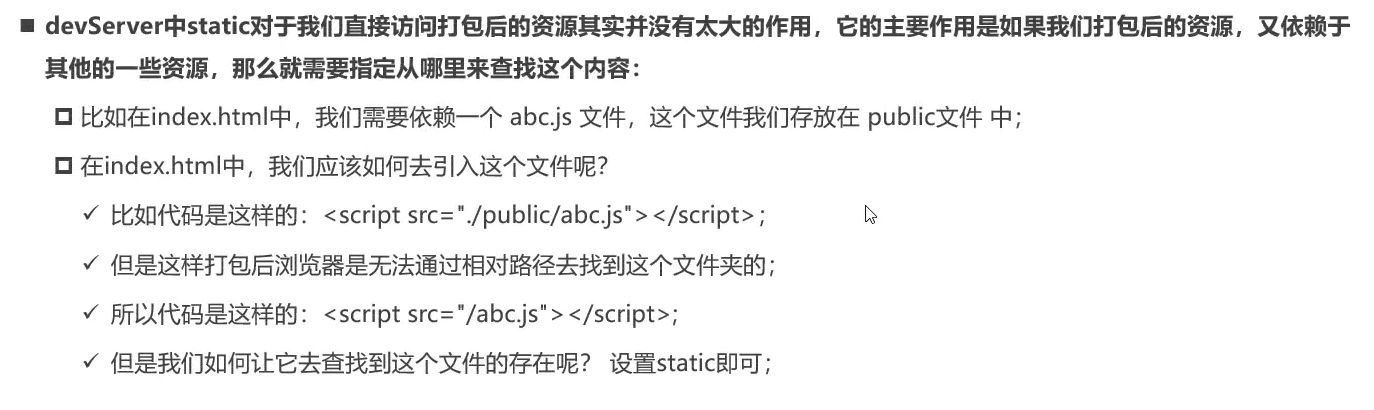 ■ devServer中static对于我们直接访问打包后的资源其实并没有太大的作用，它的主要作用是如果我们打包后的资源，又依赖于
其他的一些资源，那么就需要指定从哪里来查找这个内容：
比如在index.html中，我们需要依赖一个 abc.js 文件，这个文件我们存放在 public文件 中；
在index.html中，我们应该如何去引入这个文件呢？
✓ 比如代码是这样的：<script src="./public/abc.js"></script>；
✓ 但是这样打包后浏览器是无法通过相对路径去找到这个文件夹的；
✓ 所以代码是这样的：<script src="/abc.js"></script>;
✓ 但是我们如何让它去查找到这个文件的存在呢？ 设置static即可；